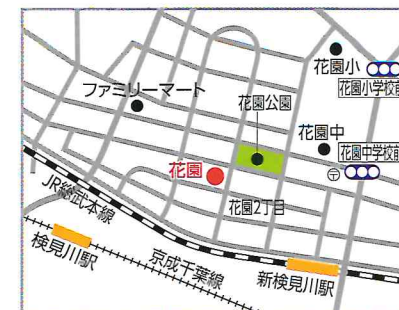 花園小
花園小学校前
ファミリーマート
花園公園
花園中
花園中学校前
〒
花園
花園2丁目
JR総武本線
検見川駅
京成千葉線
新検見川駅